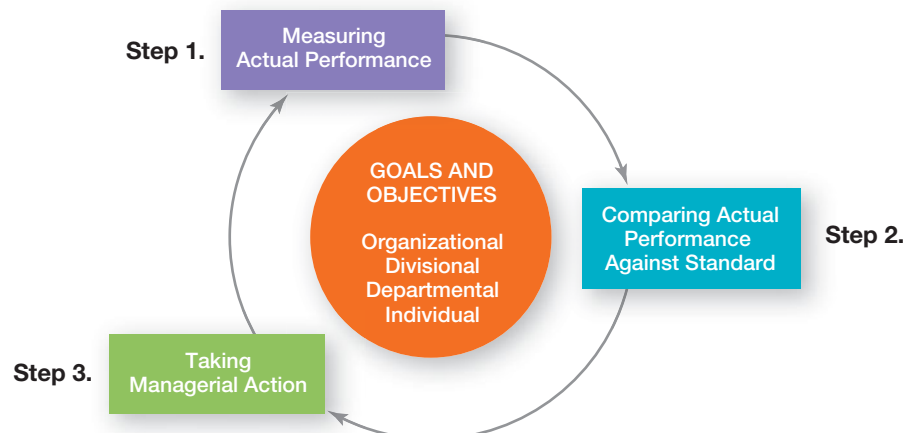 Step 1.
Measuring
Actual Performance
GOALS AND
OBJECTIVES
Organizational
Divisional
Departmental
Individual
Comparing Actual
Performance
Against Standard
Step 2.
Step 3.
Taking
Managerial Action